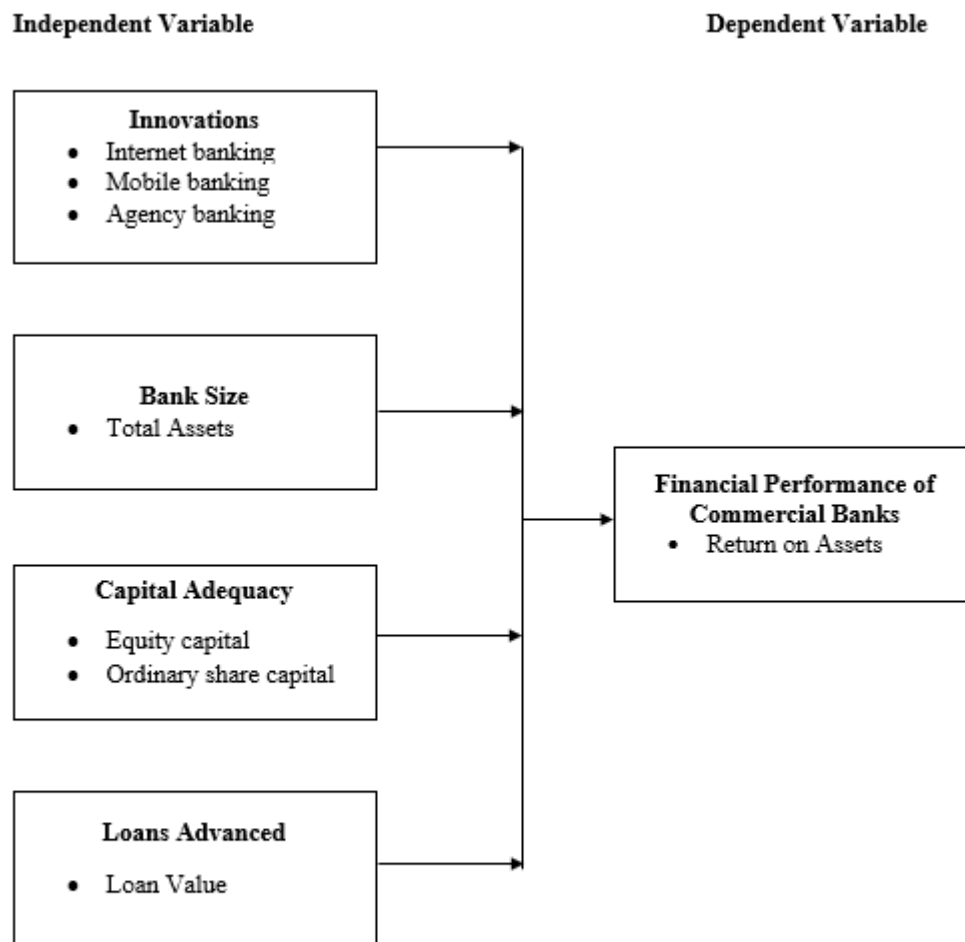 Independent Variable
Dependent Variable
Innovations
• Internet banking
• Mobile banking
• Agency banking
Bank Size
• Total Assets
Financial Performance of
Commercial Banks
• Return on Assets
Capital Adequacy
• Equity capital
• Ordinary share capital
Loans Advanced
• Loan Value